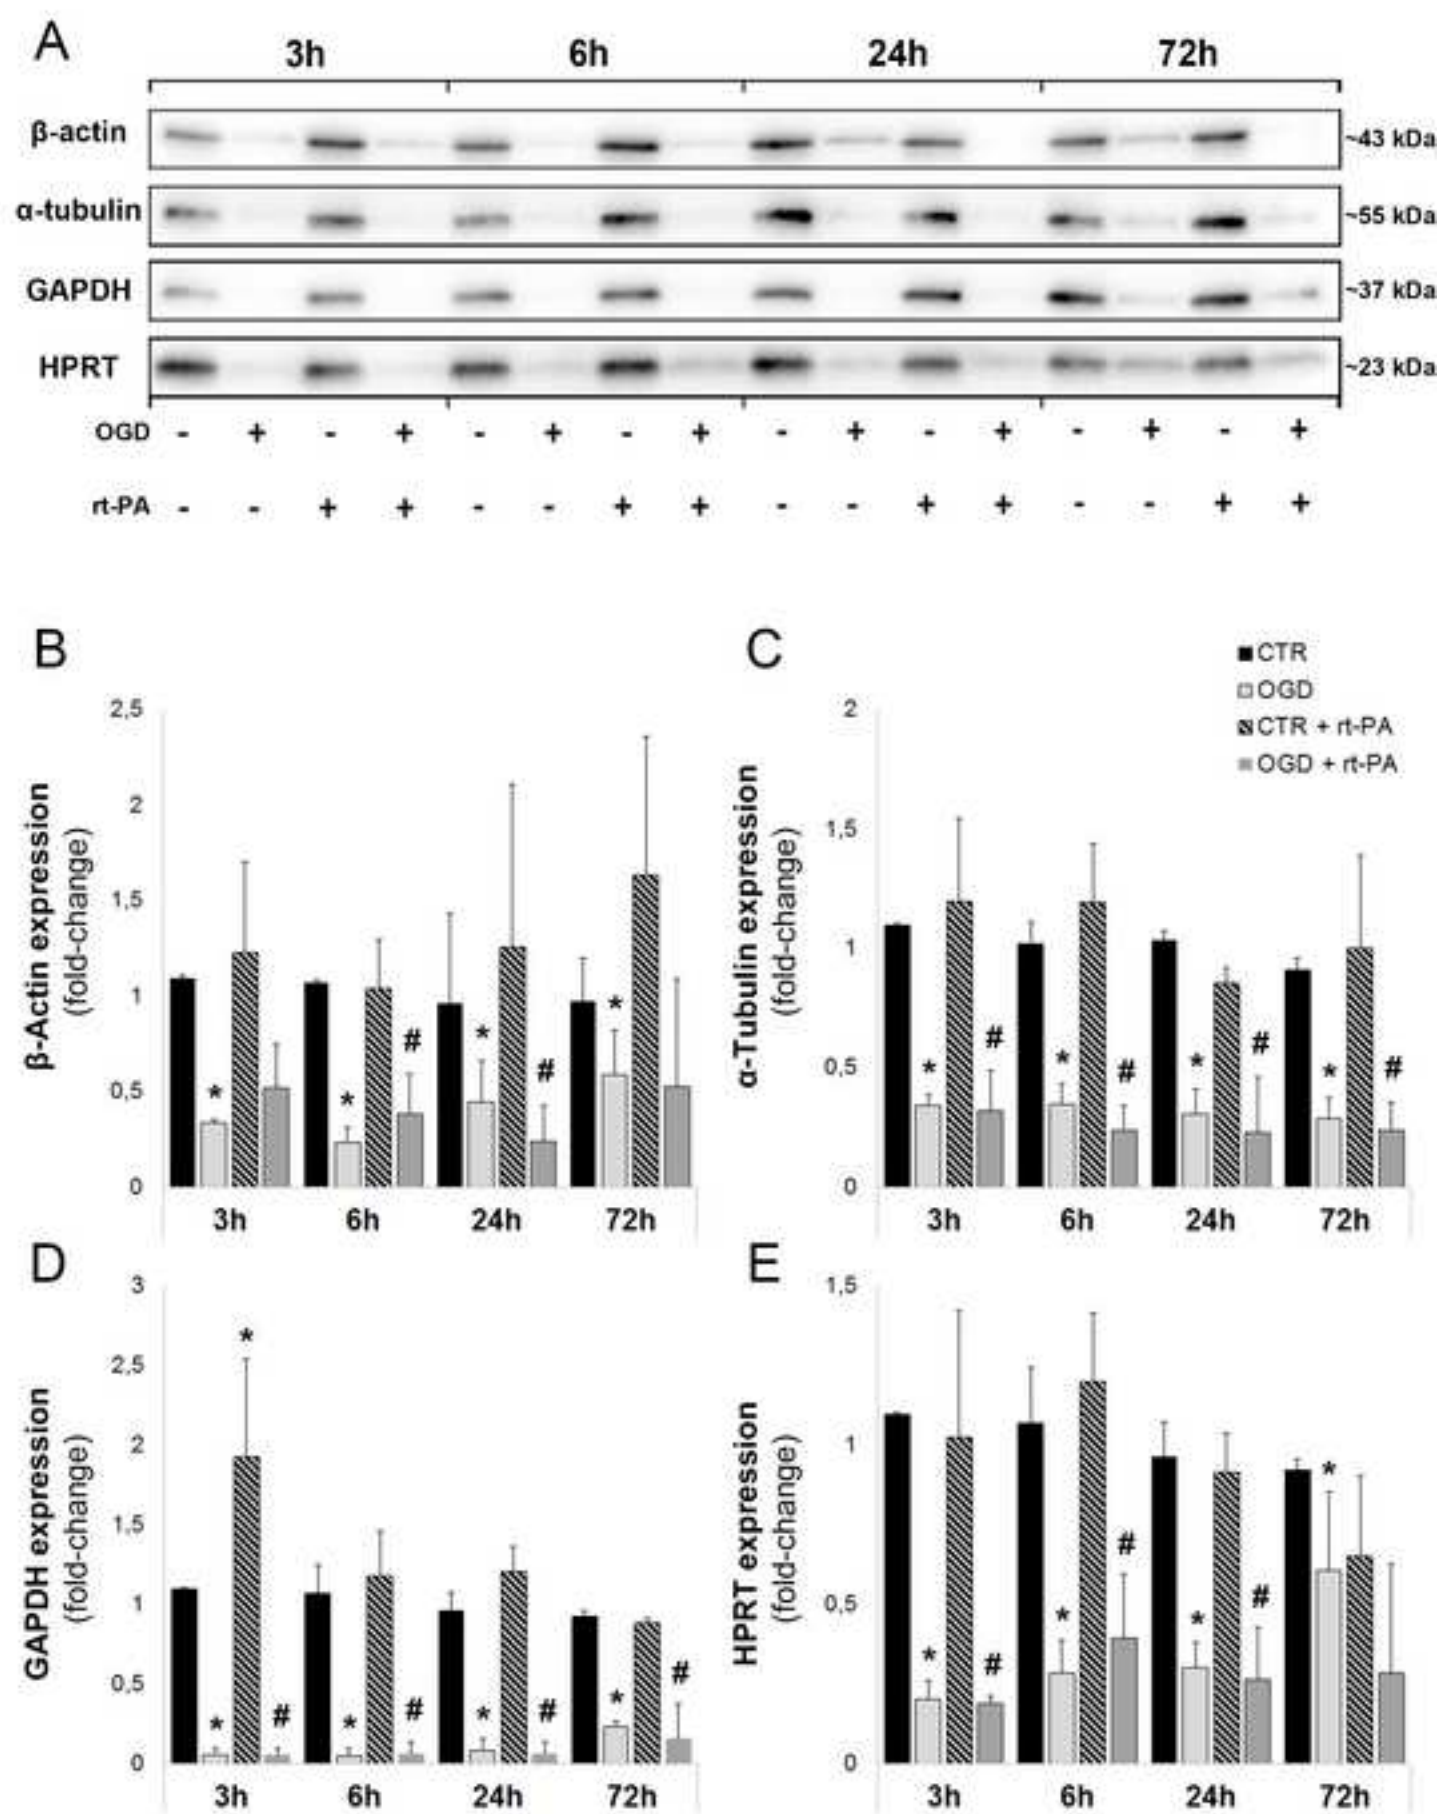 A
3h 6h 24h 72h
β-actin ~43 kDa
α-tubulin ~55 kDa
GAPDH ~37 kDa
HPRT ~23 kDa
OGD - + - + - + - + - + - + - + - +
rt-PA - - + + - - + + - - + + - - + +
B
β-Actin expression
(fold-change)
2,5
2
1,5
1
0,5
0
* * # * # *
3h 6h 24h 72h
C
CTR
OGD
CTR + rt-PA
OGD + rt-PA
α-Tubulin expression
(fold-change)
2
1,5
1
0,5
0
* # * # * # * #
3h 6h 24h 72h
D
GAPDH expression
(fold-change)
3
2,5
2
1,5
1
0,5
0
* * # * # * # * #
3h 6h 24h 72h
E
HPRT expression
(fold-change)
1,5
1
0,5
0
* # * # * # *
3h 6h 24h 72h